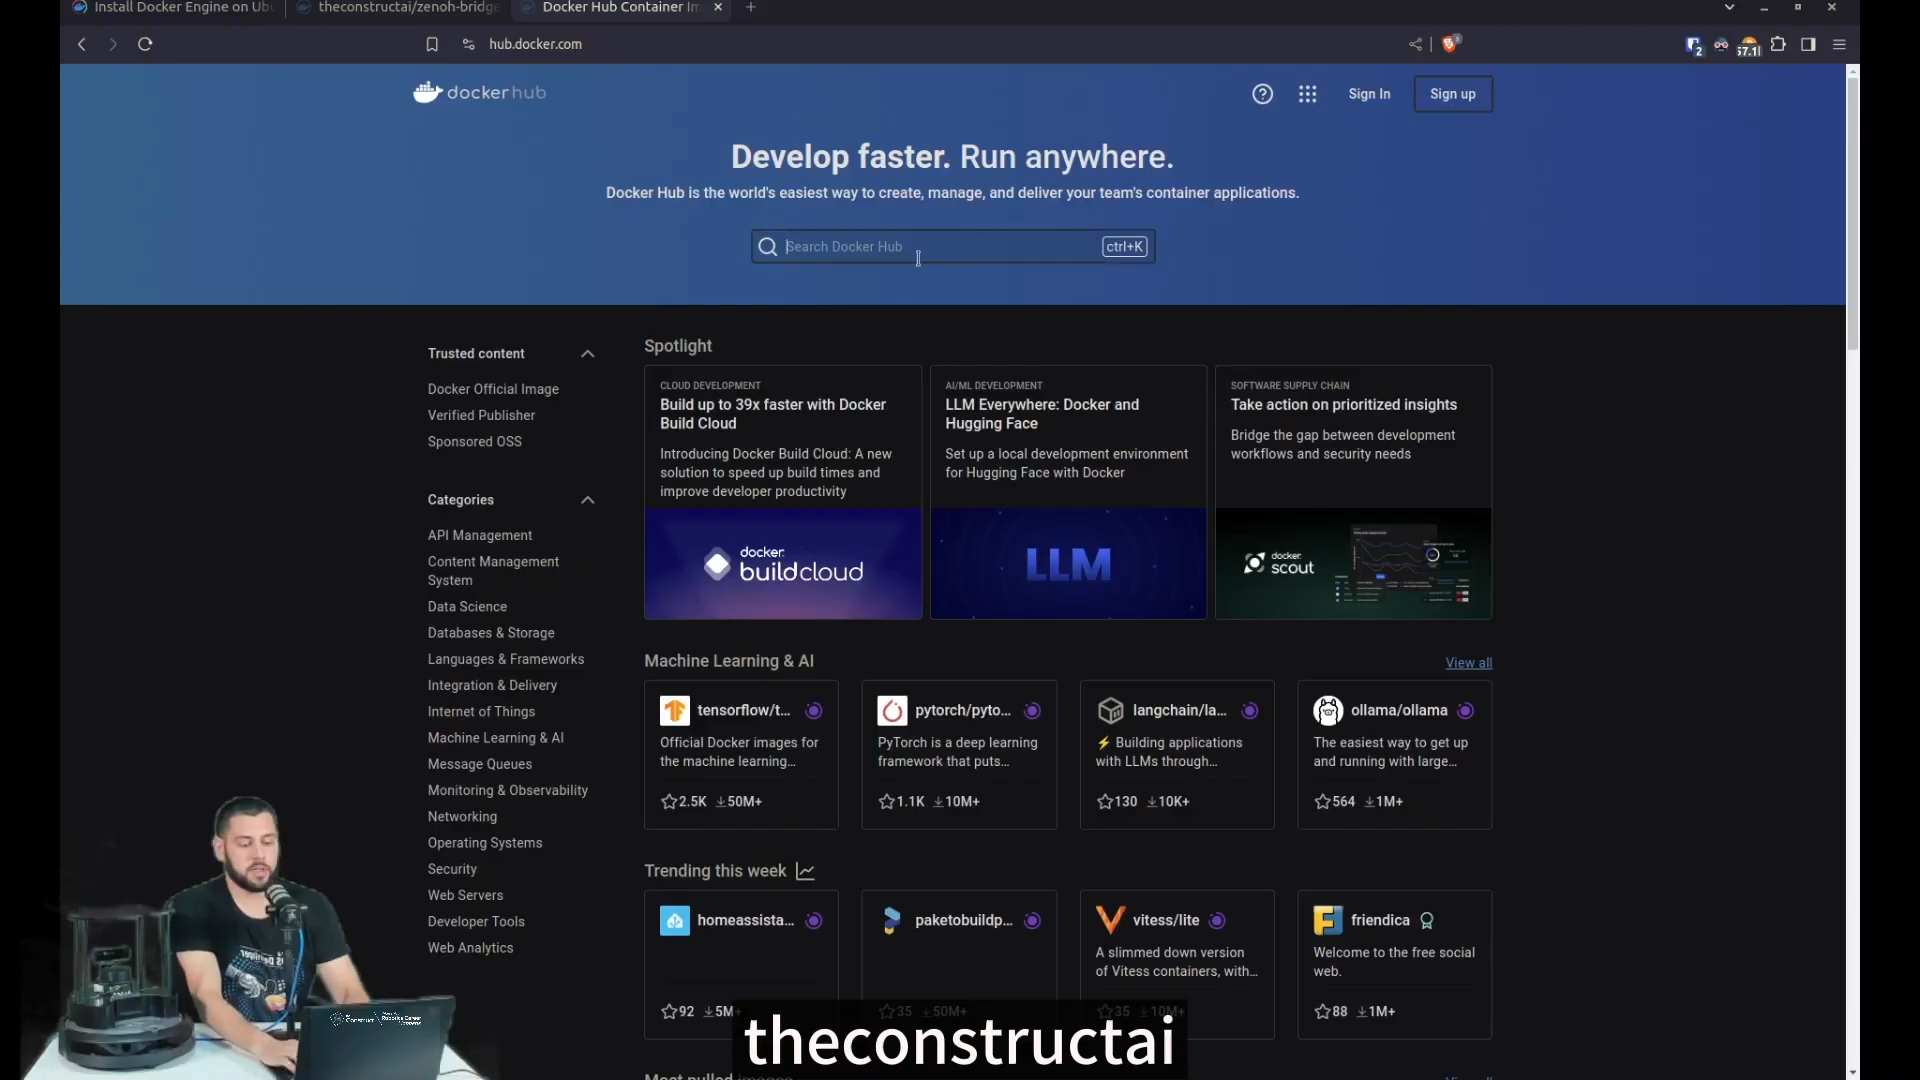 Install Docker Engine on Ub
theconstructai/zenoh-bridge
Docker Hub Container Im
hub.docker.com
2
57.1
dockerhub
Sign In
Sign up
Develop faster. Run anywhere.
Docker Hub is the world's easiest way to create, manage, and deliver your team's container applications.
Search Docker Hub
ctrl+K
Trusted content
Docker Official Image
Verified Publisher
Sponsored OSS
Categories
API Management
Content Management
System
Data Science
Databases & Storage
Languages & Frameworks
Integration & Delivery
Internet of Things
Machine Learning & AI
Message Queues
Monitoring & Observability
Networking
Operating Systems
Security
Web Servers
Developer Tools
Web Analytics
Spotlight
CLOUD DEVELOPMENT
Build up to 39x faster with Docker
Build Cloud
Introducing Docker Build Cloud: A new
solution to speed up build times and
improve developer productivity
docker
buildcloud
AI/ML DEVELOPMENT
LLM Everywhere: Docker and
Hugging Face
Set up a local development environment
for Hugging Face with Docker
LLM
SOFTWARE SUPPLY CHAIN
Take action on prioritized insights
Bridge the gap between development
workflows and security needs
docker
scout
Machine Learning & AI
View all
tensorflow/t...
Official Docker images for
the machine learning...
2.5K 50M+
pytorch/pyto...
PyTorch is a deep learning
framework that puts...
1.1K 10M+
langchain/la...
⚡ Building applications
with LLMs through...
130 10K+
ollama/ollama
The easiest way to get up
and running with large...
564 1M+
Trending this week
homeassista...
92 5M+
paketobuildp...
35 50M+
vitess/lite
A slimmed down version
of Vitess containers, with...
35 10M+
friendica
Welcome to the free social
web.
88 1M+
theconstructai